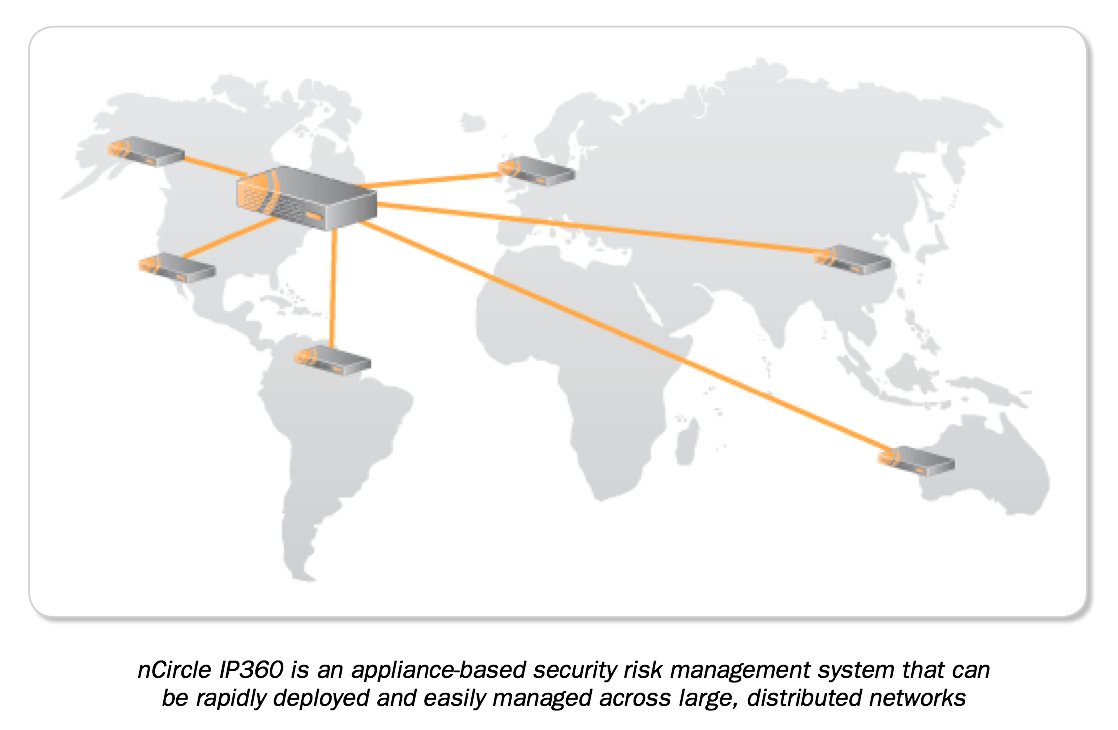 nCircle IP360 is an appliance-based security risk management system that can
be rapidly deployed and easily managed across large, distributed networks